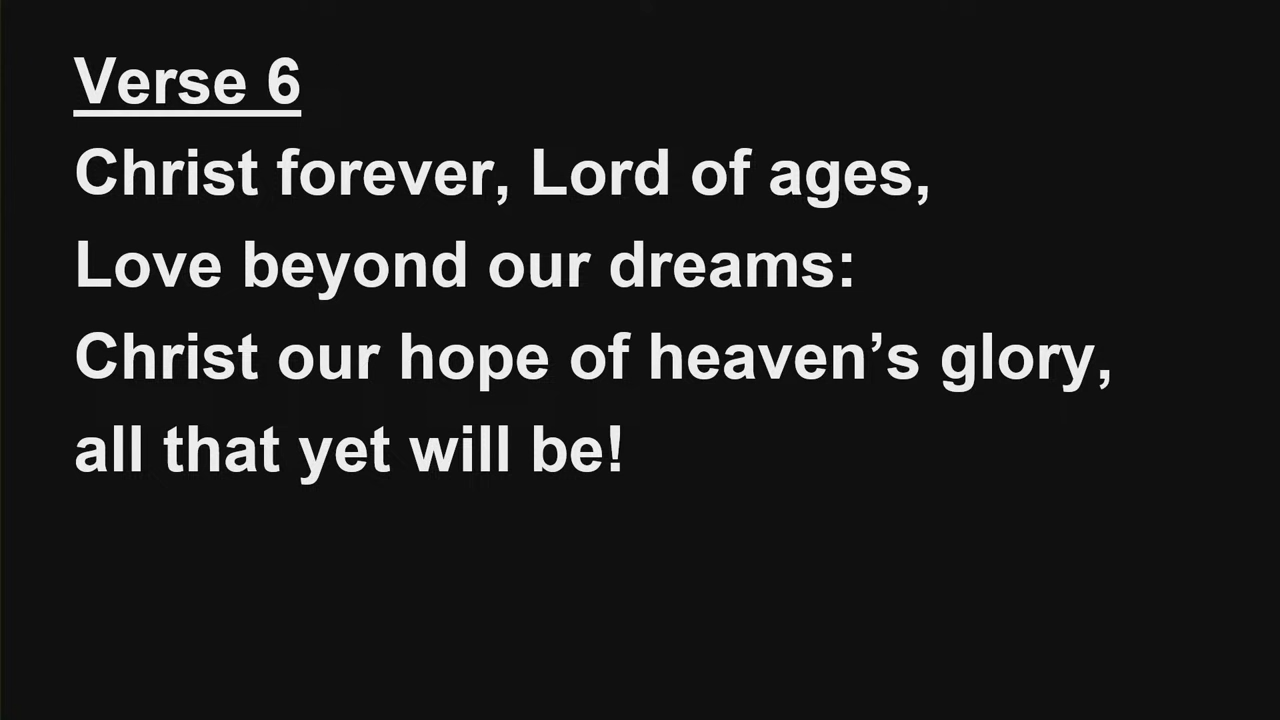 Verse 6
Christ forever, Lord of ages,
Love beyond our dreams:
Christ our hope of heaven’s glory,
all that yet will be!